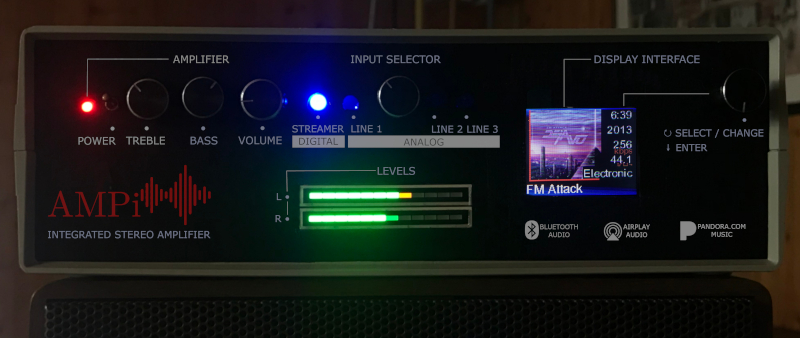 AMPLIFIER
INPUT SELECTOR
DISPLAY INTERFACE
POWER TREBLE BASS VOLUME
STREAMER LINE 1 LINE 2 LINE 3
DIGITAL ANALOG
SELECT / CHANGE
ENTER
6:39
2013
256
kbps
44.1
Electronic
FM Attack
LEVELS
L
R
AMPi
INTEGRATED STEREO AMPLIFIER
BLUETOOTH
AUDIO
AIRPLAY
AUDIO
PANDORA.COM
MUSIC